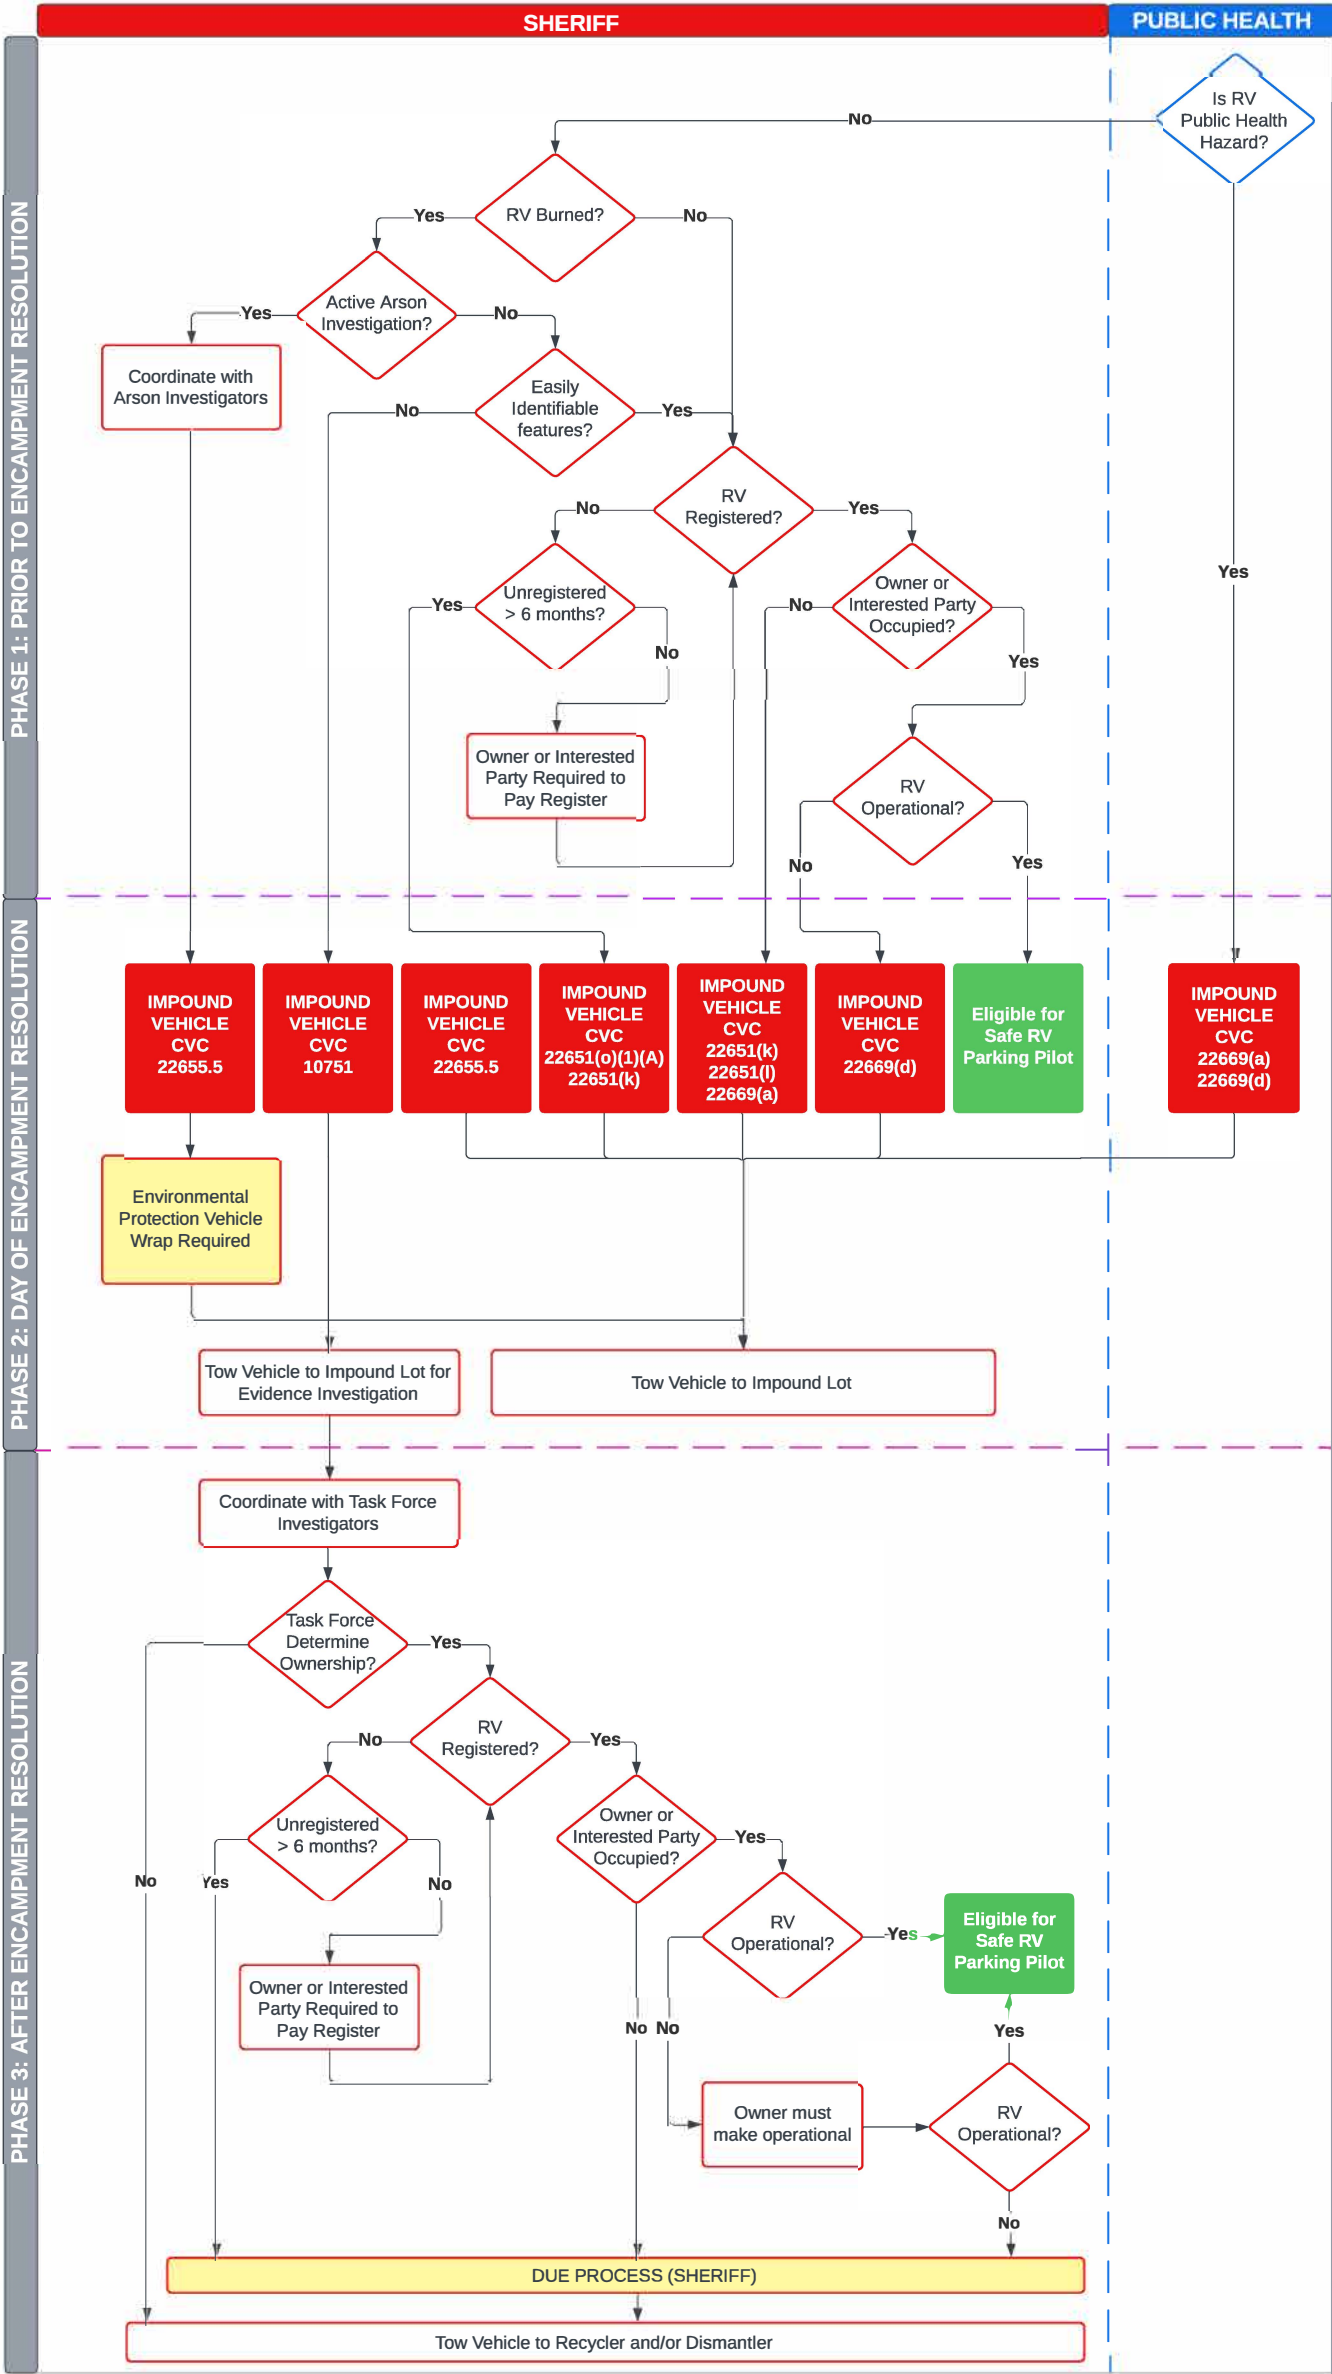 SHERIFF
PUBLIC HEALTH
PHASE 1: PRIOR TO ENCAMPMENT RESOLUTION
Is RV
Public Health
Hazard?
No
RV Burned?
Yes
No
Active Arson
Investigation?
Yes
No
Coordinate with
Arson Investigators
Easily
Identifiable
features?
No
Yes
RV
Registered?
No
Yes
Yes
Unregistered
> 6 months?
Yes
No
Owner or
Interested Party
Occupied?
No
Yes
Owner or Interested
Party Required to
Pay Register
RV
Operational?
No
Yes
PHASE 2: DAY OF ENCAMPMENT RESOLUTION
IMPOUND
VEHICLE
CVC
22655.5
IMPOUND
VEHICLE
CVC
10751
IMPOUND
VEHICLE
CVC
22655.5
IMPOUND
VEHICLE
CVC
22651(o)(1)(A)
22651(k)
IMPOUND
VEHICLE
CVC
22651(k)
22651(l)
22669(a)
IMPOUND
VEHICLE
CVC
22669(d)
Eligible for
Safe RV
Parking Pilot
IMPOUND
VEHICLE
CVC
22669(a)
22669(d)
Environmental
Protection Vehicle
Wrap Required
Tow Vehicle to Impound Lot for
Evidence Investigation
Tow Vehicle to Impound Lot
PHASE 3: AFTER ENCAMPMENT RESOLUTION
Coordinate with Task Force
Investigators
Task Force
Determine
Ownership?
Yes
RV
Registered?
No
Yes
Unregistered
> 6 months?
No
Yes
No
Owner or
Interested Party
Occupied?
Yes
RV
Operational?
Yes
Eligible for
Safe RV
Parking Pilot
Owner or Interested
Party Required to
Pay Register
No
No
Yes
Owner must
make operational
RV
Operational?
No
DUE PROCESS (SHERIFF)
Tow Vehicle to Recycler and/or Dismantler